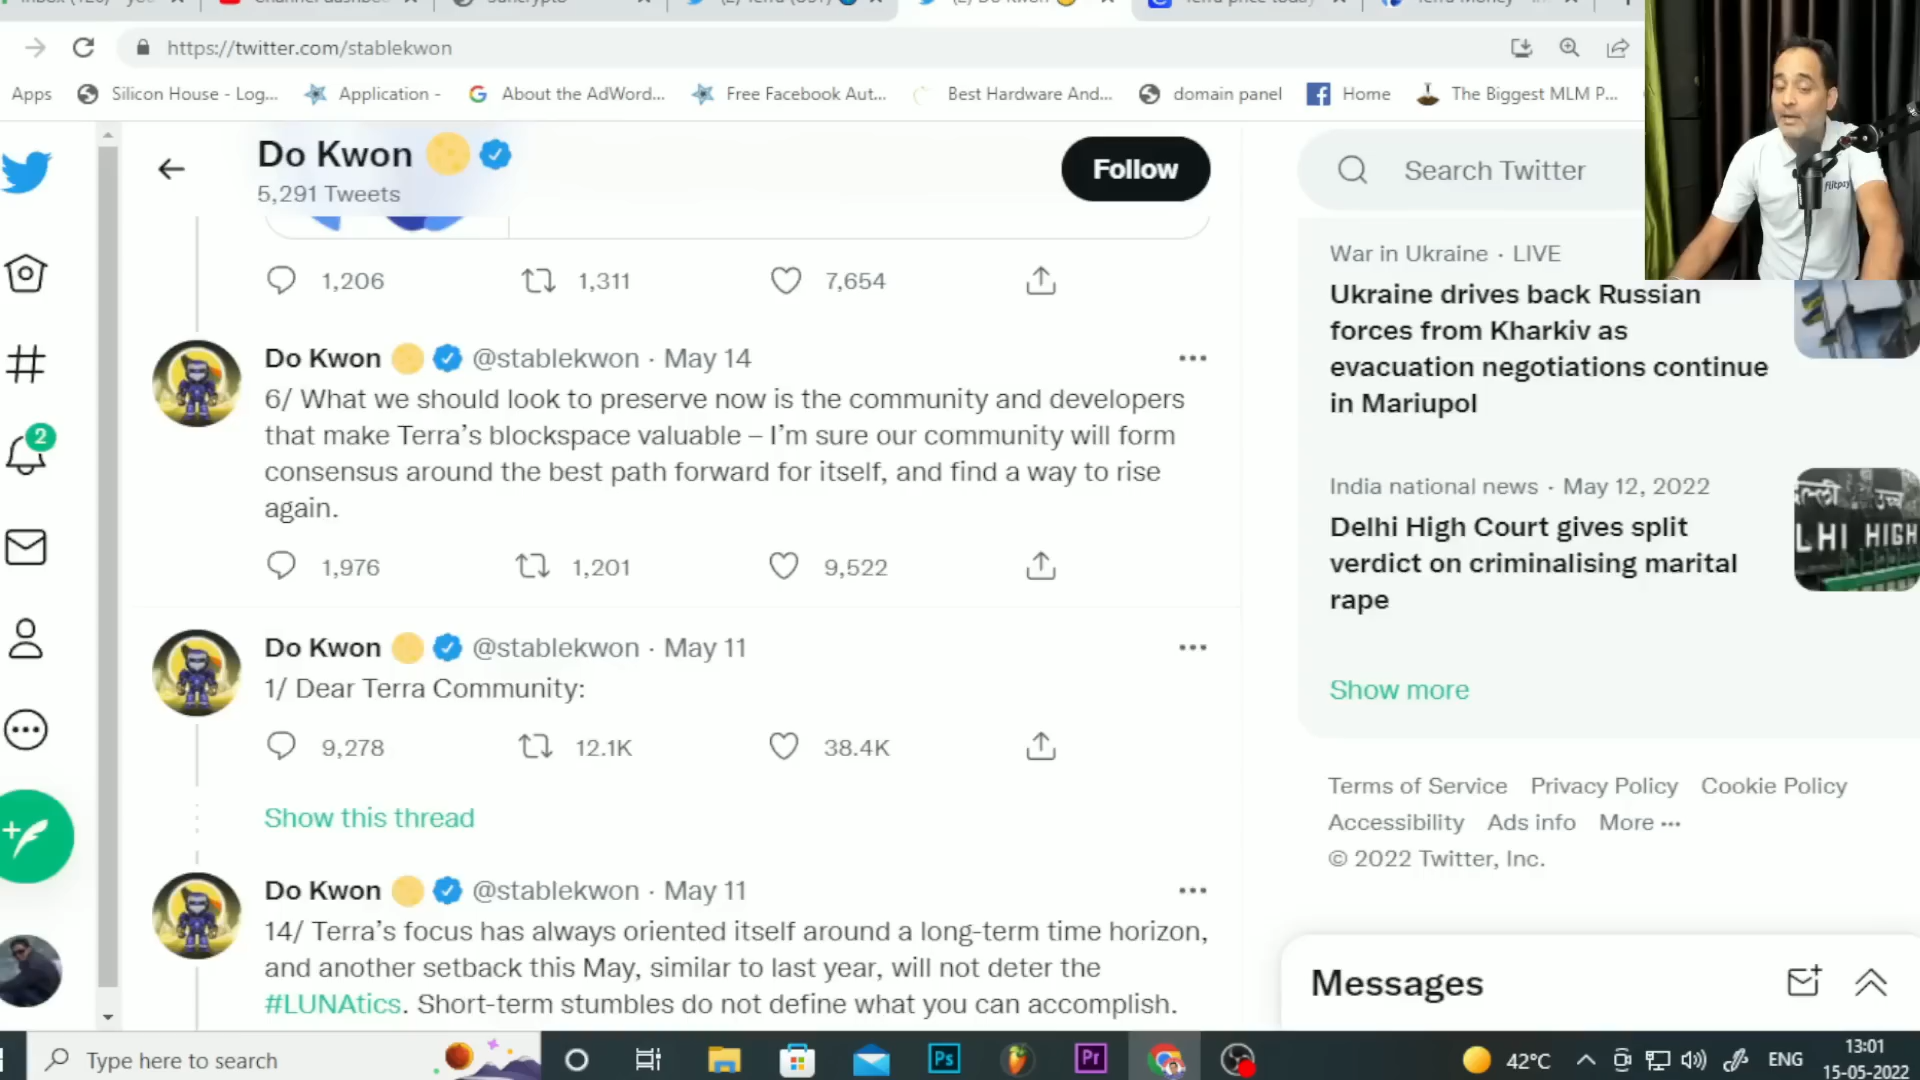 https://twitter.com/stablekwon
Apps
Silicon House - Log...
Application -
About the AdWord...
Free Facebook Aut...
Best Hardware And...
domain panel
Home
The Biggest MLM P...
Do Kwon
5,291 Tweets
Follow
Search Twitter
flitpay
1,206
1,311
7,654
Do Kwon @stablekwon · May 14
6/ What we should look to preserve now is the community and developers
that make Terra’s blockspace valuable – I’m sure our community will form
consensus around the best path forward for itself, and find a way to rise
again.
1,976
1,201
9,522
Do Kwon @stablekwon · May 11
1/ Dear Terra Community:
9,278
12.1K
38.4K
Show this thread
Do Kwon @stablekwon · May 11
14/ Terra’s focus has always oriented itself around a long-term time horizon,
and another setback this May, similar to last year, will not deter the
#LUNAtics. Short-term stumbles do not define what you can accomplish.
2
War in Ukraine · LIVE
Ukraine drives back Russian
forces from Kharkiv as
evacuation negotiations continue
in Mariupol
India national news · May 12, 2022
Delhi High Court gives split
verdict on criminalising marital
rape
LHI HIGH
Show more
Terms of Service Privacy Policy Cookie Policy
Accessibility Ads info More ···
© 2022 Twitter, Inc.
Messages
Type here to search
Ps
Pr
42°C
ENG
13:01
15-05-2022